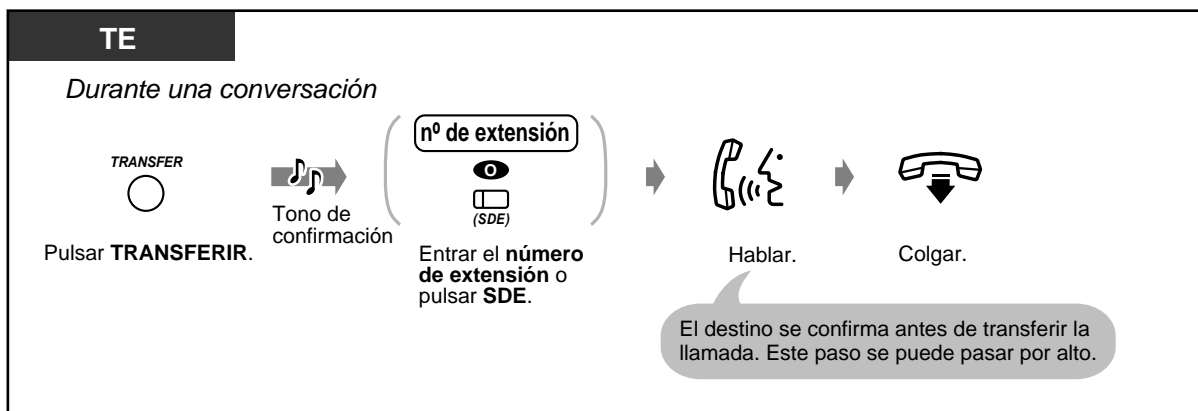 TE
Durante una conversación
TRANSFER
Pulsar TRANSFERIR.
Tono de
confirmación
nº de extensión
O
(SDE)
Entrar el número
de extensión o
pulsar SDE.
Hablar.
Colgar.
El destino se confirma antes de transferir la
llamada. Este paso se puede pasar por alto.